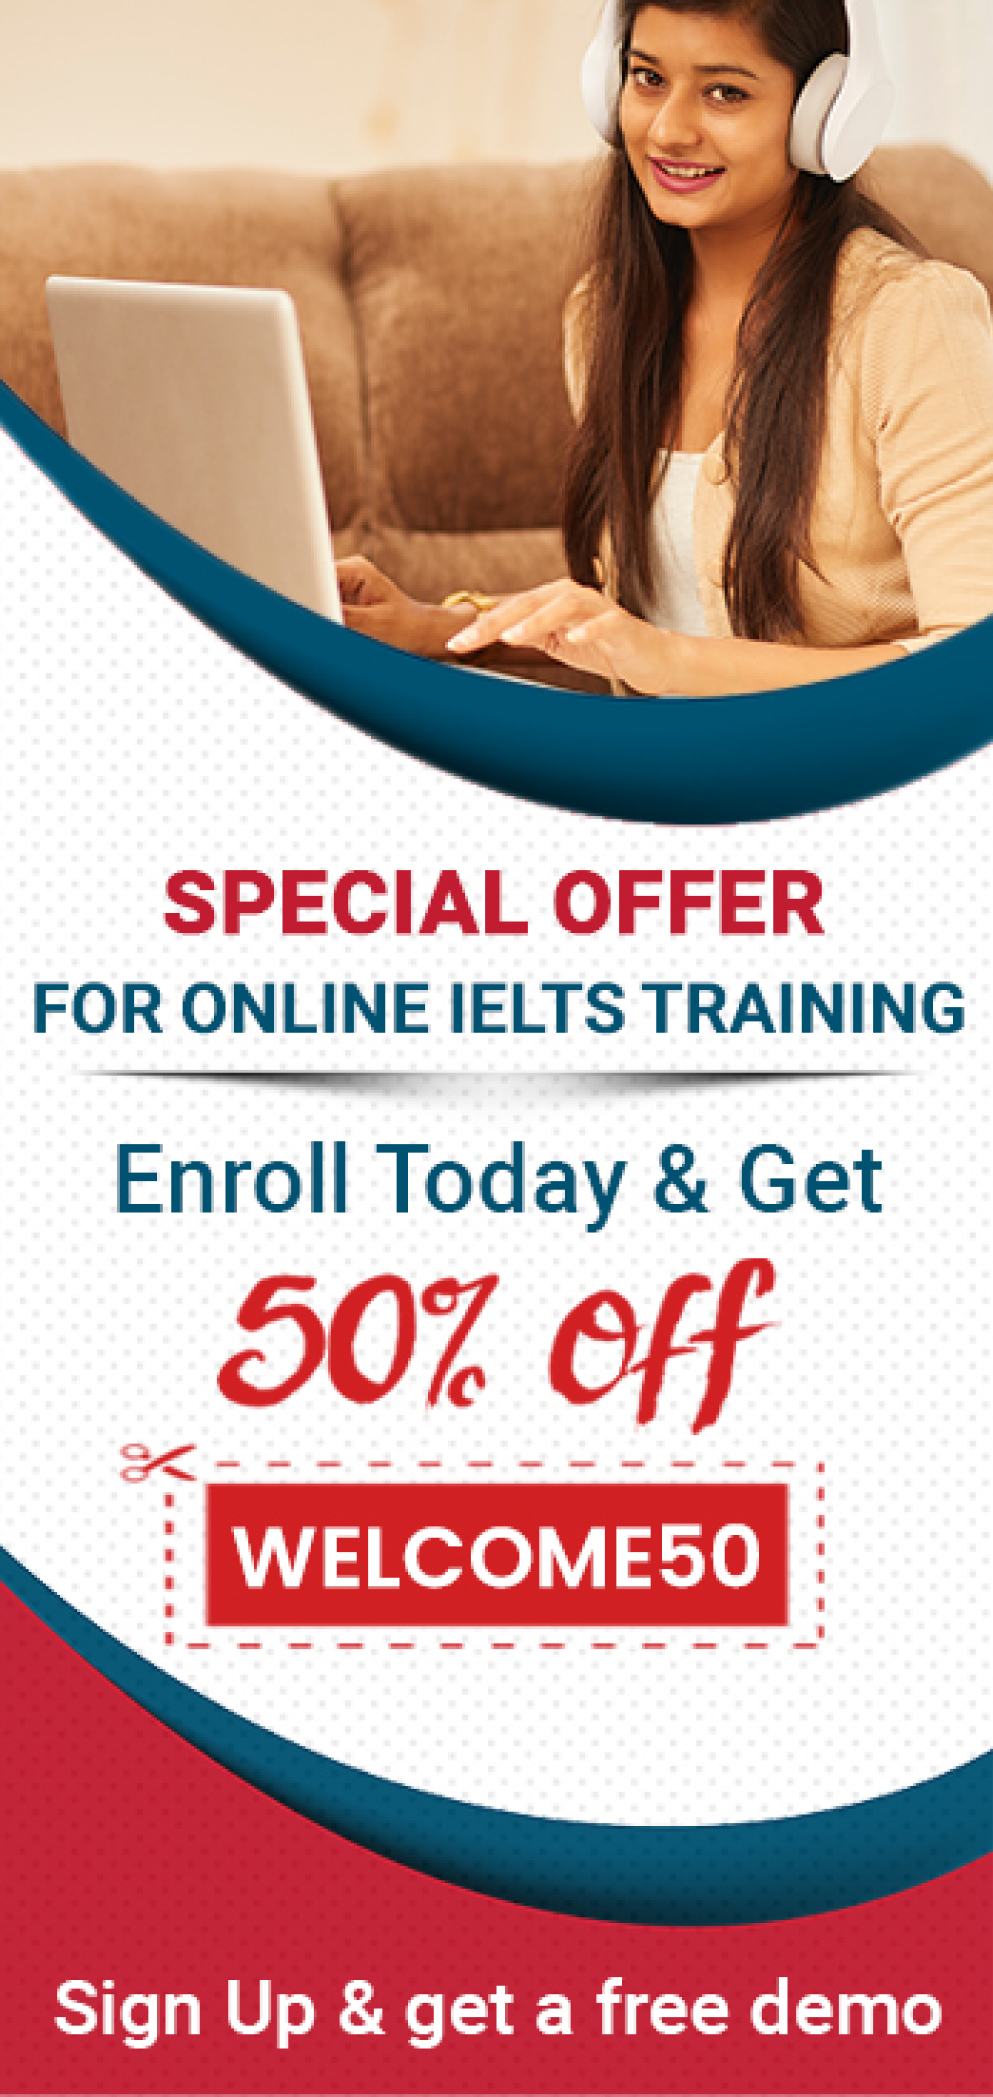 SPECIAL OFFER
FOR ONLINE IELTS TRAINING
Enroll Today & Get
50% off
WELCOME50
Sign Up & get a free demo